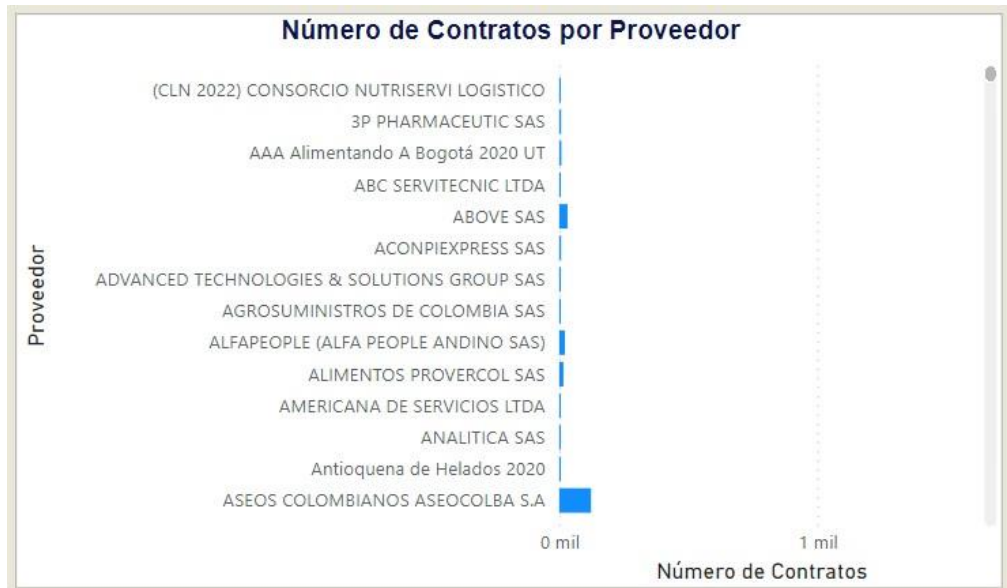 Número de Contratos por Proveedor
(CLN 2022) CONSORCIO NUTRISERVI LOGISTICO
3P PHARMACEUTIC SAS
AAA Alimentando A Bogotá 2020 UT
ABC SERVITECNIC LTDA
ABOVE SAS
ACONPIEXPRESS SAS
ADVANCED TECHNOLOGIES & SOLUTIONS GROUP SAS
AGROSUMINISTROS DE COLOMBIA SAS
ALFAPEOPLE (ALFA PEOPLE ANDINO SAS)
ALIMENTOS PROVERCOL SAS
AMERICANA DE SERVICIOS LTDA
ANALITICA SAS
Antioquena de Helados 2020
ASEOS COLOMBIANOS ASEOCOLBA S.A
Proveedor
0 mil
1 mil
Número de Contratos